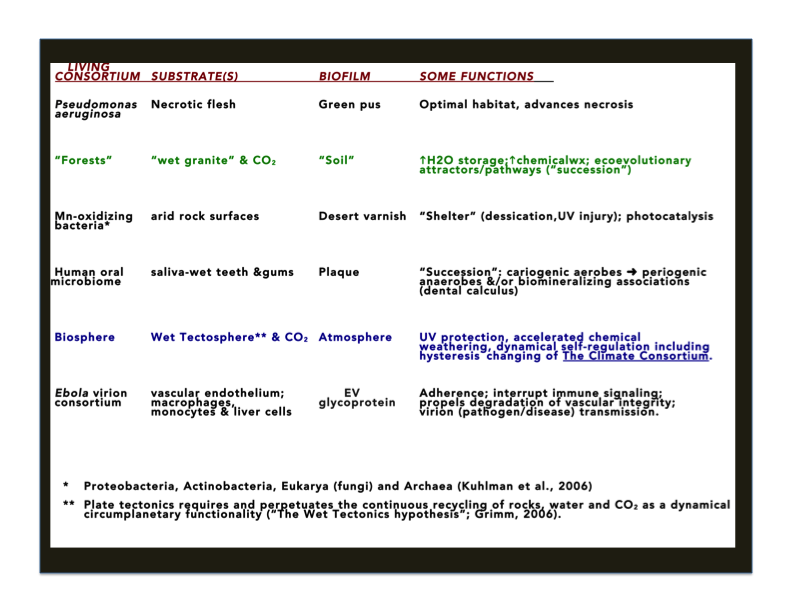 LIVING
CONSORTIUM SUBSTRATE(S) BIOFILM SOME FUNCTIONS
Pseudomonas Necrotic flesh Green pus Optimal habitat, advances necrosis
aeruginosa
“Forests” “wet granite” & CO₂ “Soil” ↑H2O storage;↑chemicalwx; ecoevolutionary
attractors/pathways (“succession”)
Mn-oxidizing arid rock surfaces Desert varnish “Shelter” (dessication,UV injury); photocatalysis
bacteria*
Human oral saliva-wet teeth &gums Plaque “Succession”: cariogenic aerobes ➔ periogenic
microbiome anaerobes &/or biomineralizing associations
(dental calculus)
Biosphere Wet Tectosphere** & CO₂ Atmosphere UV protection, accelerated chemical
weathering, dynamical self-regulation including
hysteresis changing of The Climate Consortium.
Ebola virion vascular endothelium; EV Adherence; interrupt immune signaling;
consortium macrophages, glycoprotein propels degradation of vascular integrity;
monocytes & liver cells virion (pathogen/disease) transmission.
* Proteobacteria, Actinobacteria, Eukarya (fungi) and Archaea (Kuhlman et al., 2006)
** Plate tectonics requires and perpetuates the continuous recycling of rocks, water and CO₂ as a dynamical
circumplanetary functionality (“The Wet Tectonics hypothesis”; Grimm, 2006).